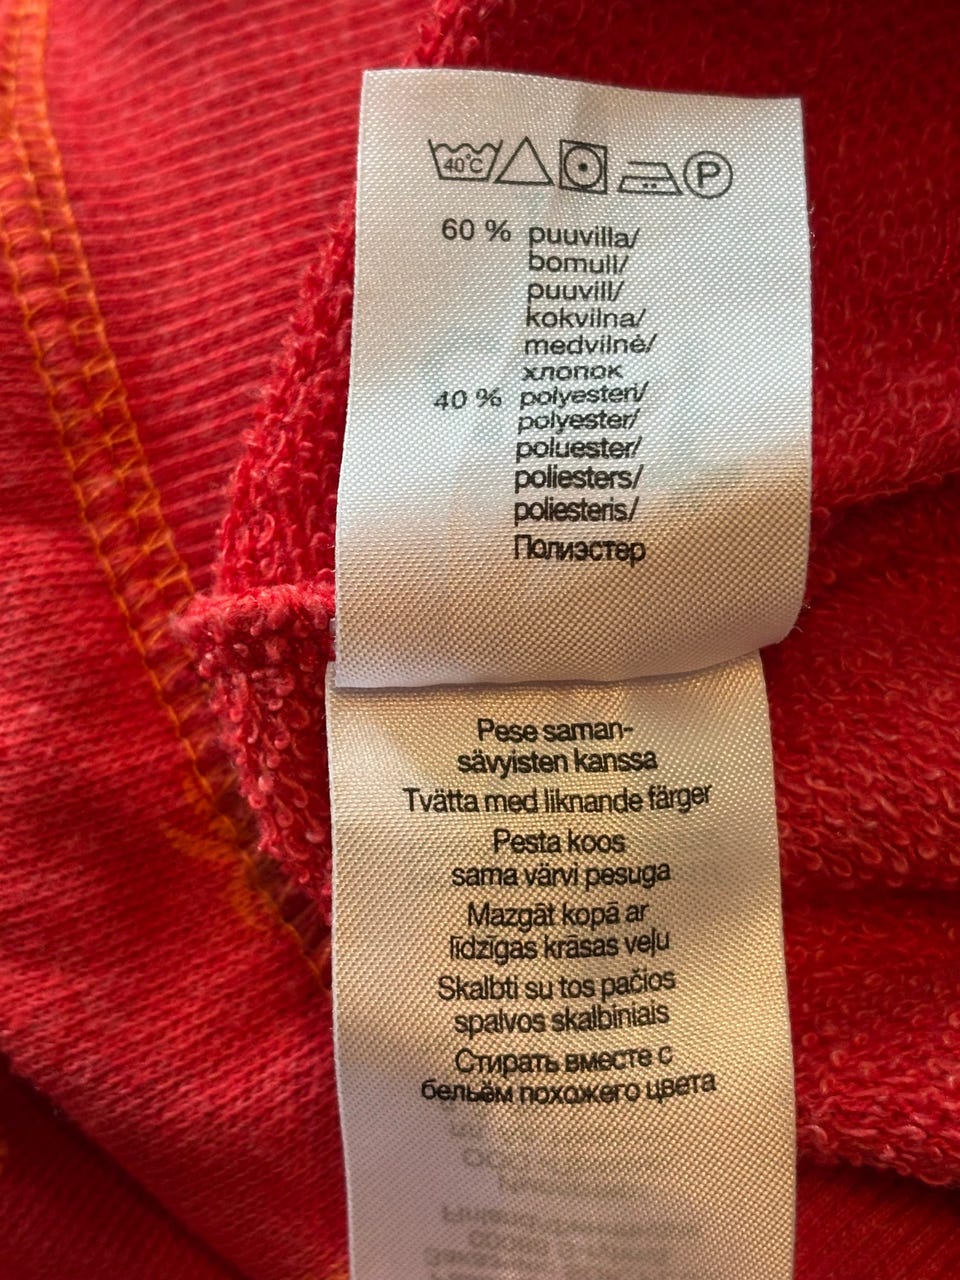 40°C P
60 % puuvilla/
bomull/
puuvill/
kokvilna/
medvilnė/
хлопок
40 % polyesteri/
polyester/
poluester/
poliesters/
poliesteris/
Полиэстер
Pese saman-
sävyisten kanssa
Tvätta med liknande färger
Pesta koos
sama värvi pesuga
Mazgāt kopā ar
līdzīgas krāsas veļu
Skalbti su tos pačios
spalvos skalbiniais
Стирать вместе с
бельём похожего цвета